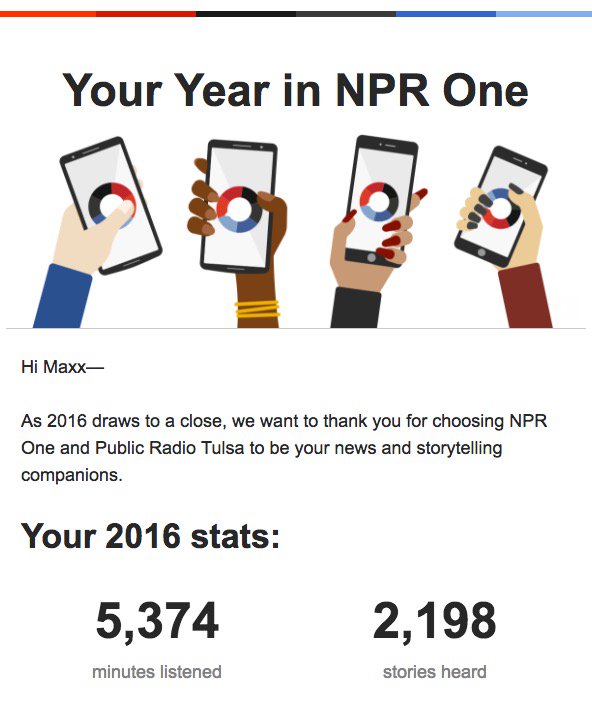 Your Year in NPR One
Hi Maxx—
As 2016 draws to a close, we want to thank you for choosing NPR
One and Public Radio Tulsa to be your news and storytelling
companions.
Your 2016 stats:
5,374 2,198
minutes listened stories heard